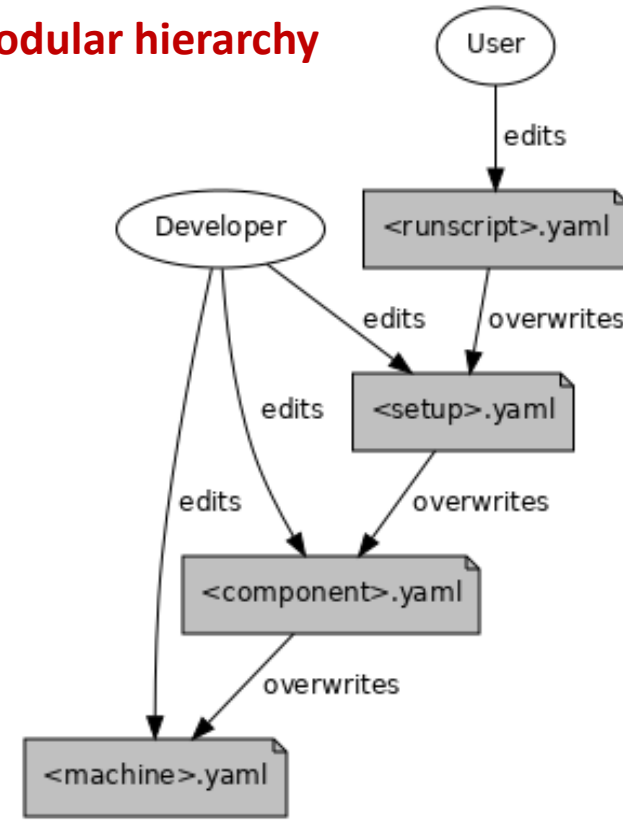 odular hierarchy
User
edits
<runscript>.yaml
Developer
edits
overwrites
<setup>.yaml
edits
overwrites
edits
<component>.yaml
overwrites
<machine>.yaml